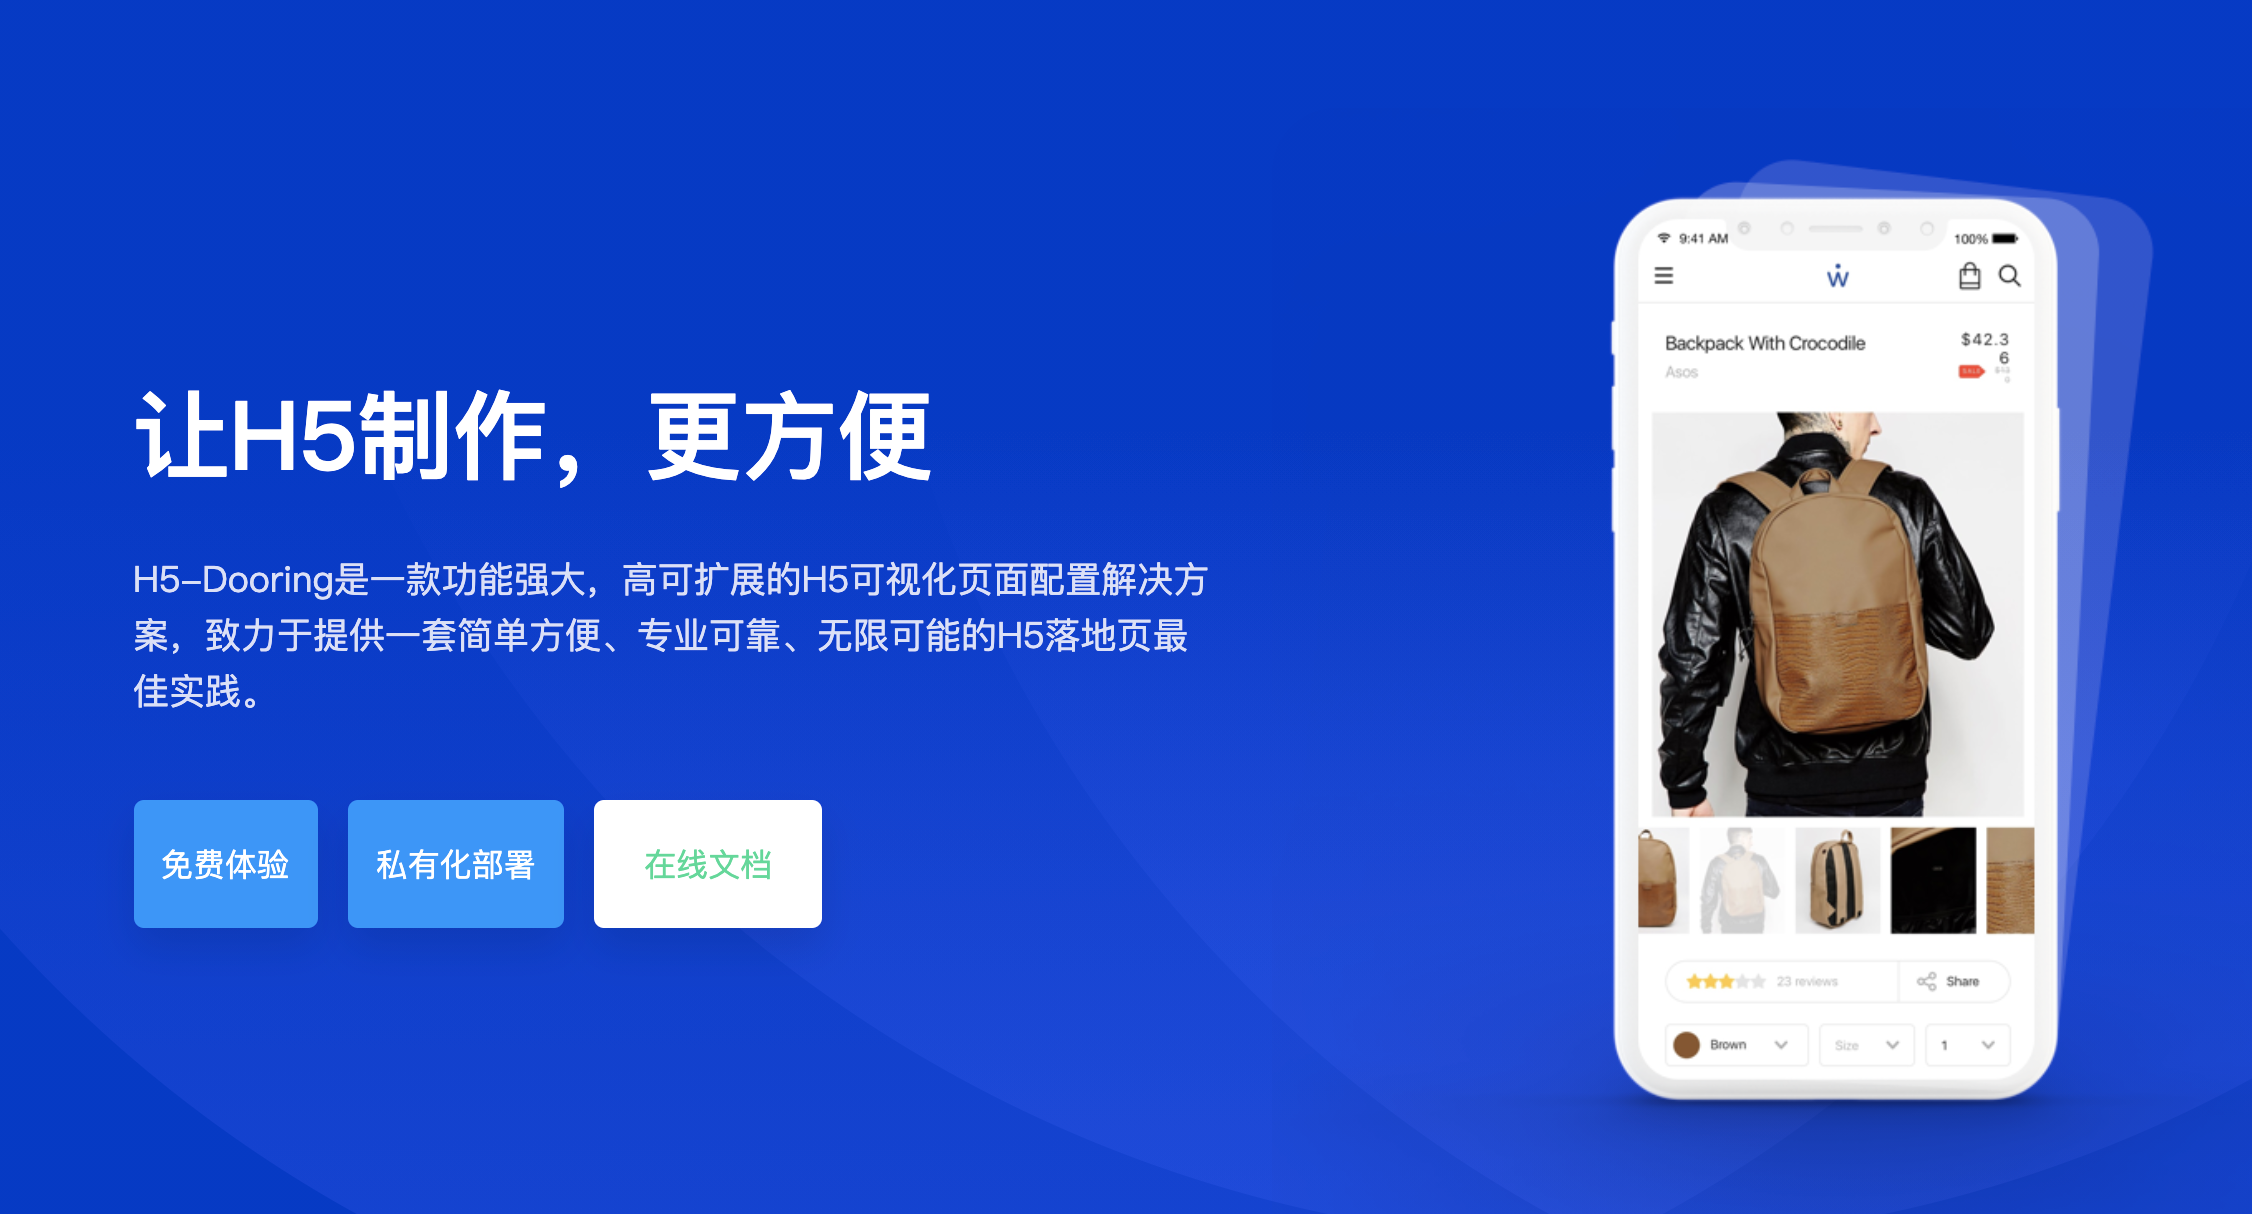 让H5制作，更方便
H5-Dooring是一款功能强大，高可扩展的H5可视化页面配置解决方
案，致力于提供一套简单方便、专业可靠、无限可能的H5落地页最
佳实践。
免费体验
私有化部署
在线文档
9:41 AM
100%
Backpack With Crocodile
$42.3
6
Asos
SALE
23 reviews
Share
Brown
Size
1